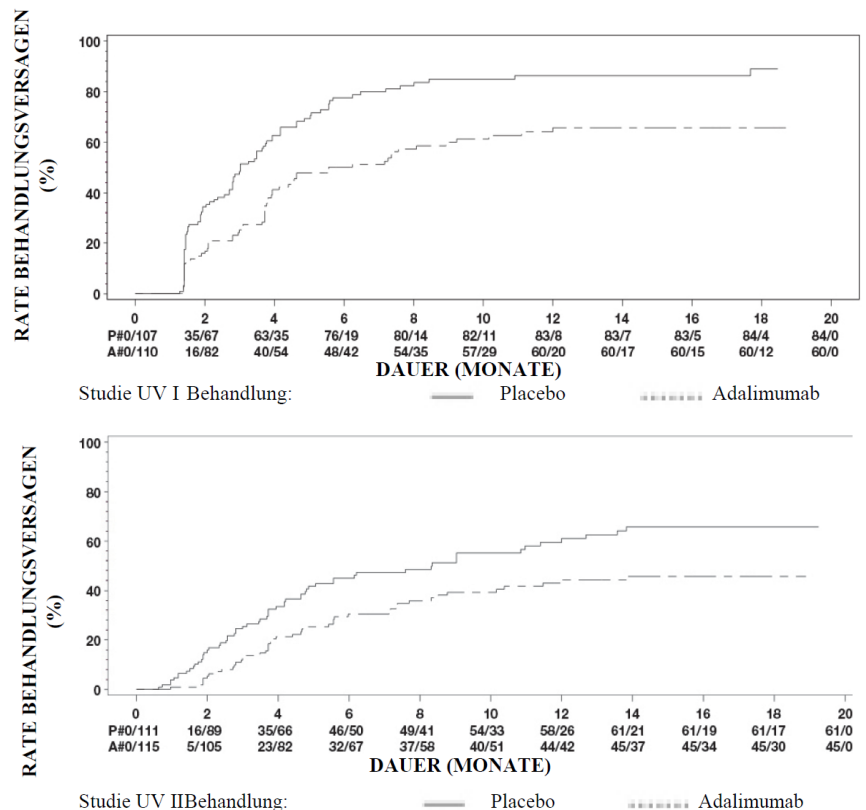 RATE BEHANDLUNGSVERSAGEN
(%)
100
80
60
40
20
0
0 2 4 6 8 10 12 14 16 18 20
P#0/107 35/67 63/35 76/19 80/14 82/11 83/8 83/7 83/5 84/4 84/0
A#0/110 16/82 40/54 48/42 54/35 57/29 60/20 60/17 60/15 60/12 60/0
DAUER (MONATE)
Studie UV I Behandlung: Placebo Adalimumab
RATE BEHANDLUNGSVERSAGEN
(%)
100
80
60
40
20
0
0 2 4 6 8 10 12 14 16 18 20
P#0/111 16/89 35/66 46/50 49/41 54/33 58/26 61/21 61/19 61/17 61/0
A#0/115 5/105 23/82 32/67 37/58 40/51 44/42 45/37 45/34 45/30 45/0
DAUER (MONATE)
Studie UV IIBehandlung: Placebo Adalimumab